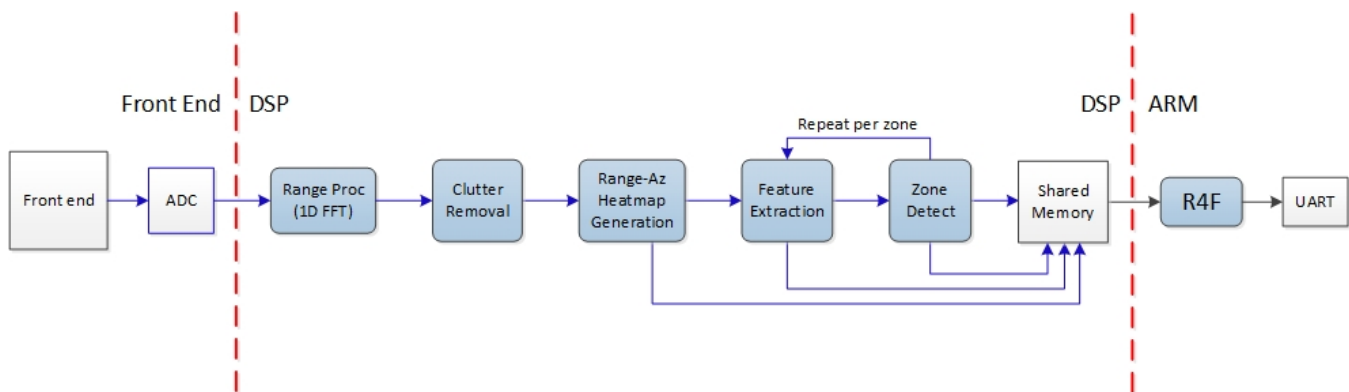 Front End
DSP
DSP
ARM
Repeat per zone
Front end
ADC
Range Proc
(1D FFT)
Clutter
Removal
Range-Az
Heatmap
Generation
Feature
Extraction
Zone
Detect
Shared
Memory
R4F
UART